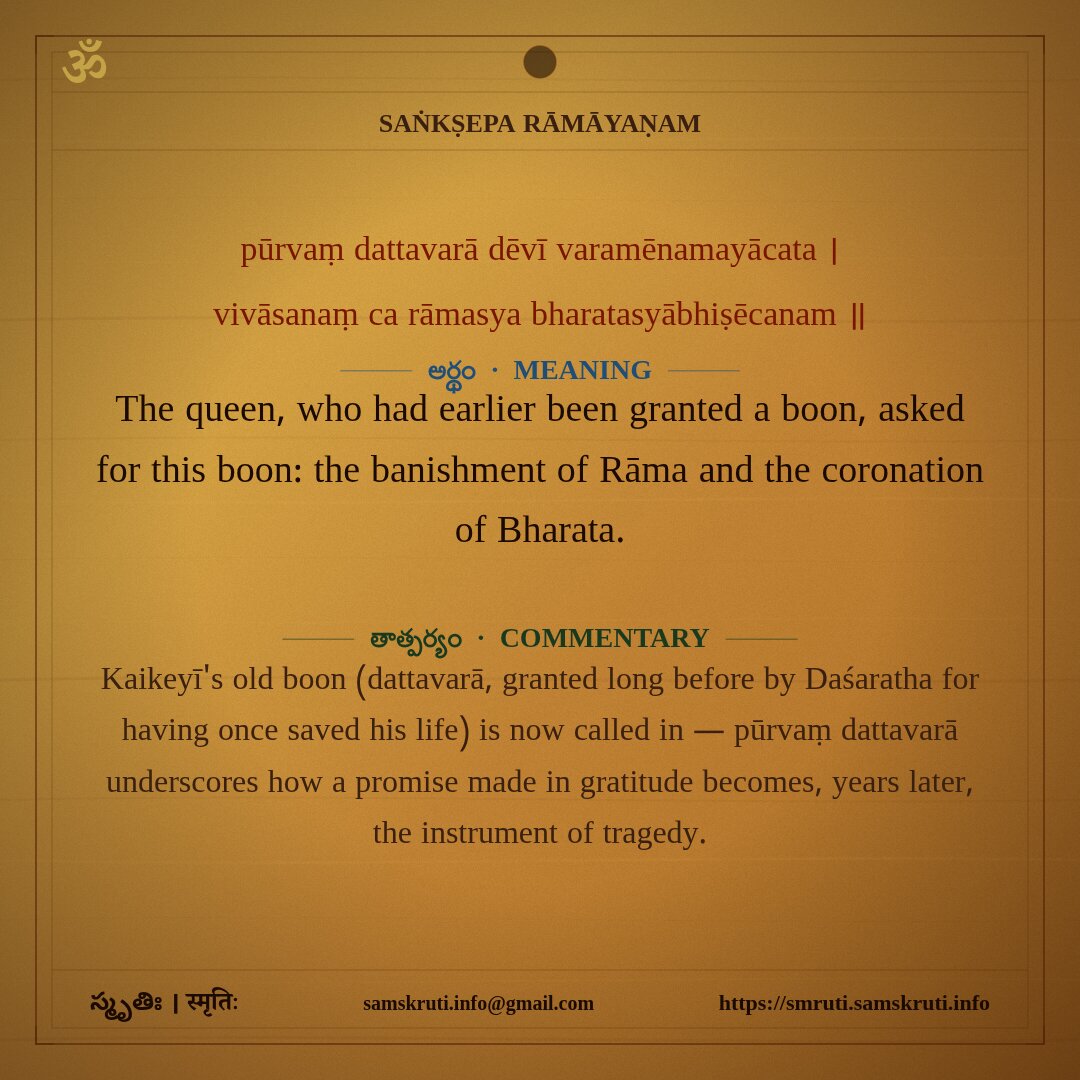 ॐ
SAṄKṢEPA RĀMĀYAṆAM
pūrvaṃ dattavarā dēvī varamēnamayācata |
vivāsanaṃ ca rāmasya bharatasyābhiṣēcanam ||
అర్థం · MEANING
The queen, who had earlier been granted a boon, asked
for this boon: the banishment of Rāma and the coronation
of Bharata.
తాత్పర్యం · COMMENTARY
Kaikeyī's old boon (dattavarā, granted long before by Daśaratha for
having once saved his life) is now called in — pūrvaṃ dattavarā
underscores how a promise made in gratitude becomes, years later,
the instrument of tragedy.
స్మృతిః | स्मृतिः samskruti.info@gmail.com https://smruti.samskruti.info